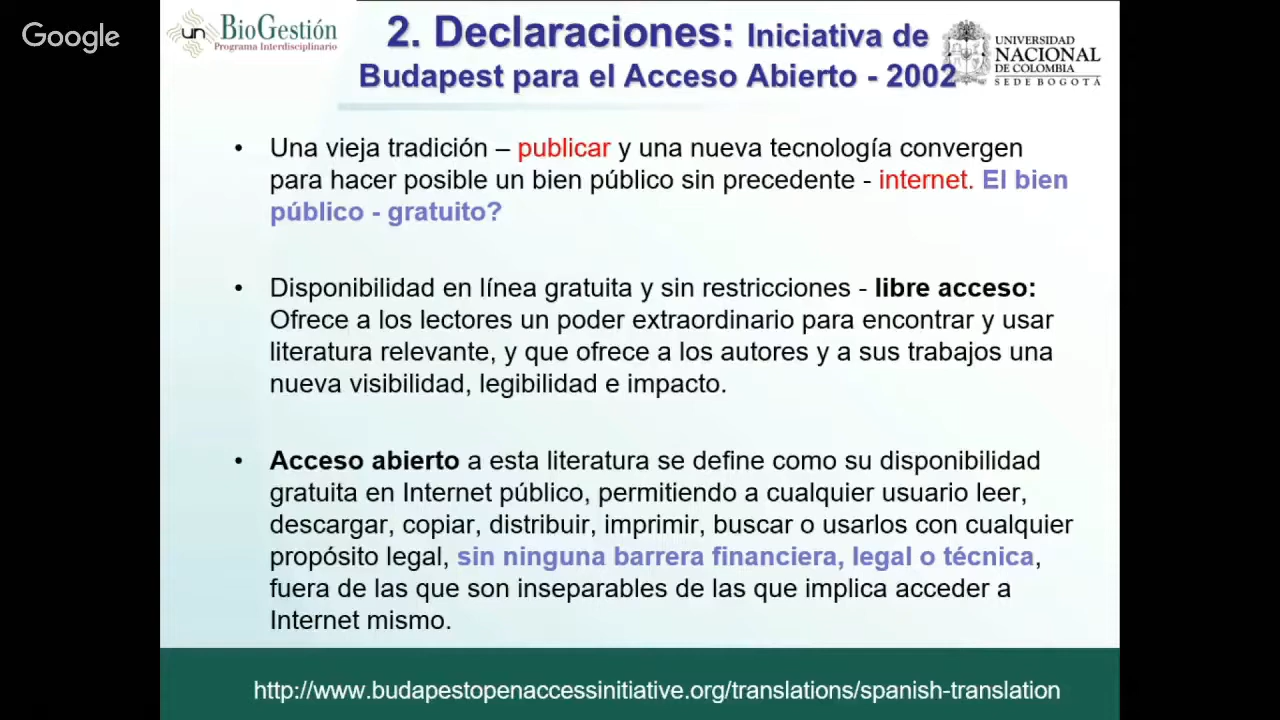 Google
un BioGestión
Programa Interdisciplinario
2. Declaraciones: Iniciativa de
Budapest para el Acceso Abierto - 2002
UNIVERSIDAD
NACIONAL
DE COLOMBIA
SEDE BOGOTÁ
• Una vieja tradición – publicar y una nueva tecnología convergen
para hacer posible un bien público sin precedente - internet. El bien
público - gratuito?
• Disponibilidad en línea gratuita y sin restricciones - libre acceso:
Ofrece a los lectores un poder extraordinario para encontrar y usar
literatura relevante, y que ofrece a los autores y a sus trabajos una
nueva visibilidad, legibilidad e impacto.
• Acceso abierto a esta literatura se define como su disponibilidad
gratuita en Internet público, permitiendo a cualquier usuario leer,
descargar, copiar, distribuir, imprimir, buscar o usarlos con cualquier
propósito legal, sin ninguna barrera financiera, legal o técnica,
fuera de las que son inseparables de las que implica acceder a
Internet mismo.
http://www.budapestopenaccessinitiative.org/translations/spanish-translation